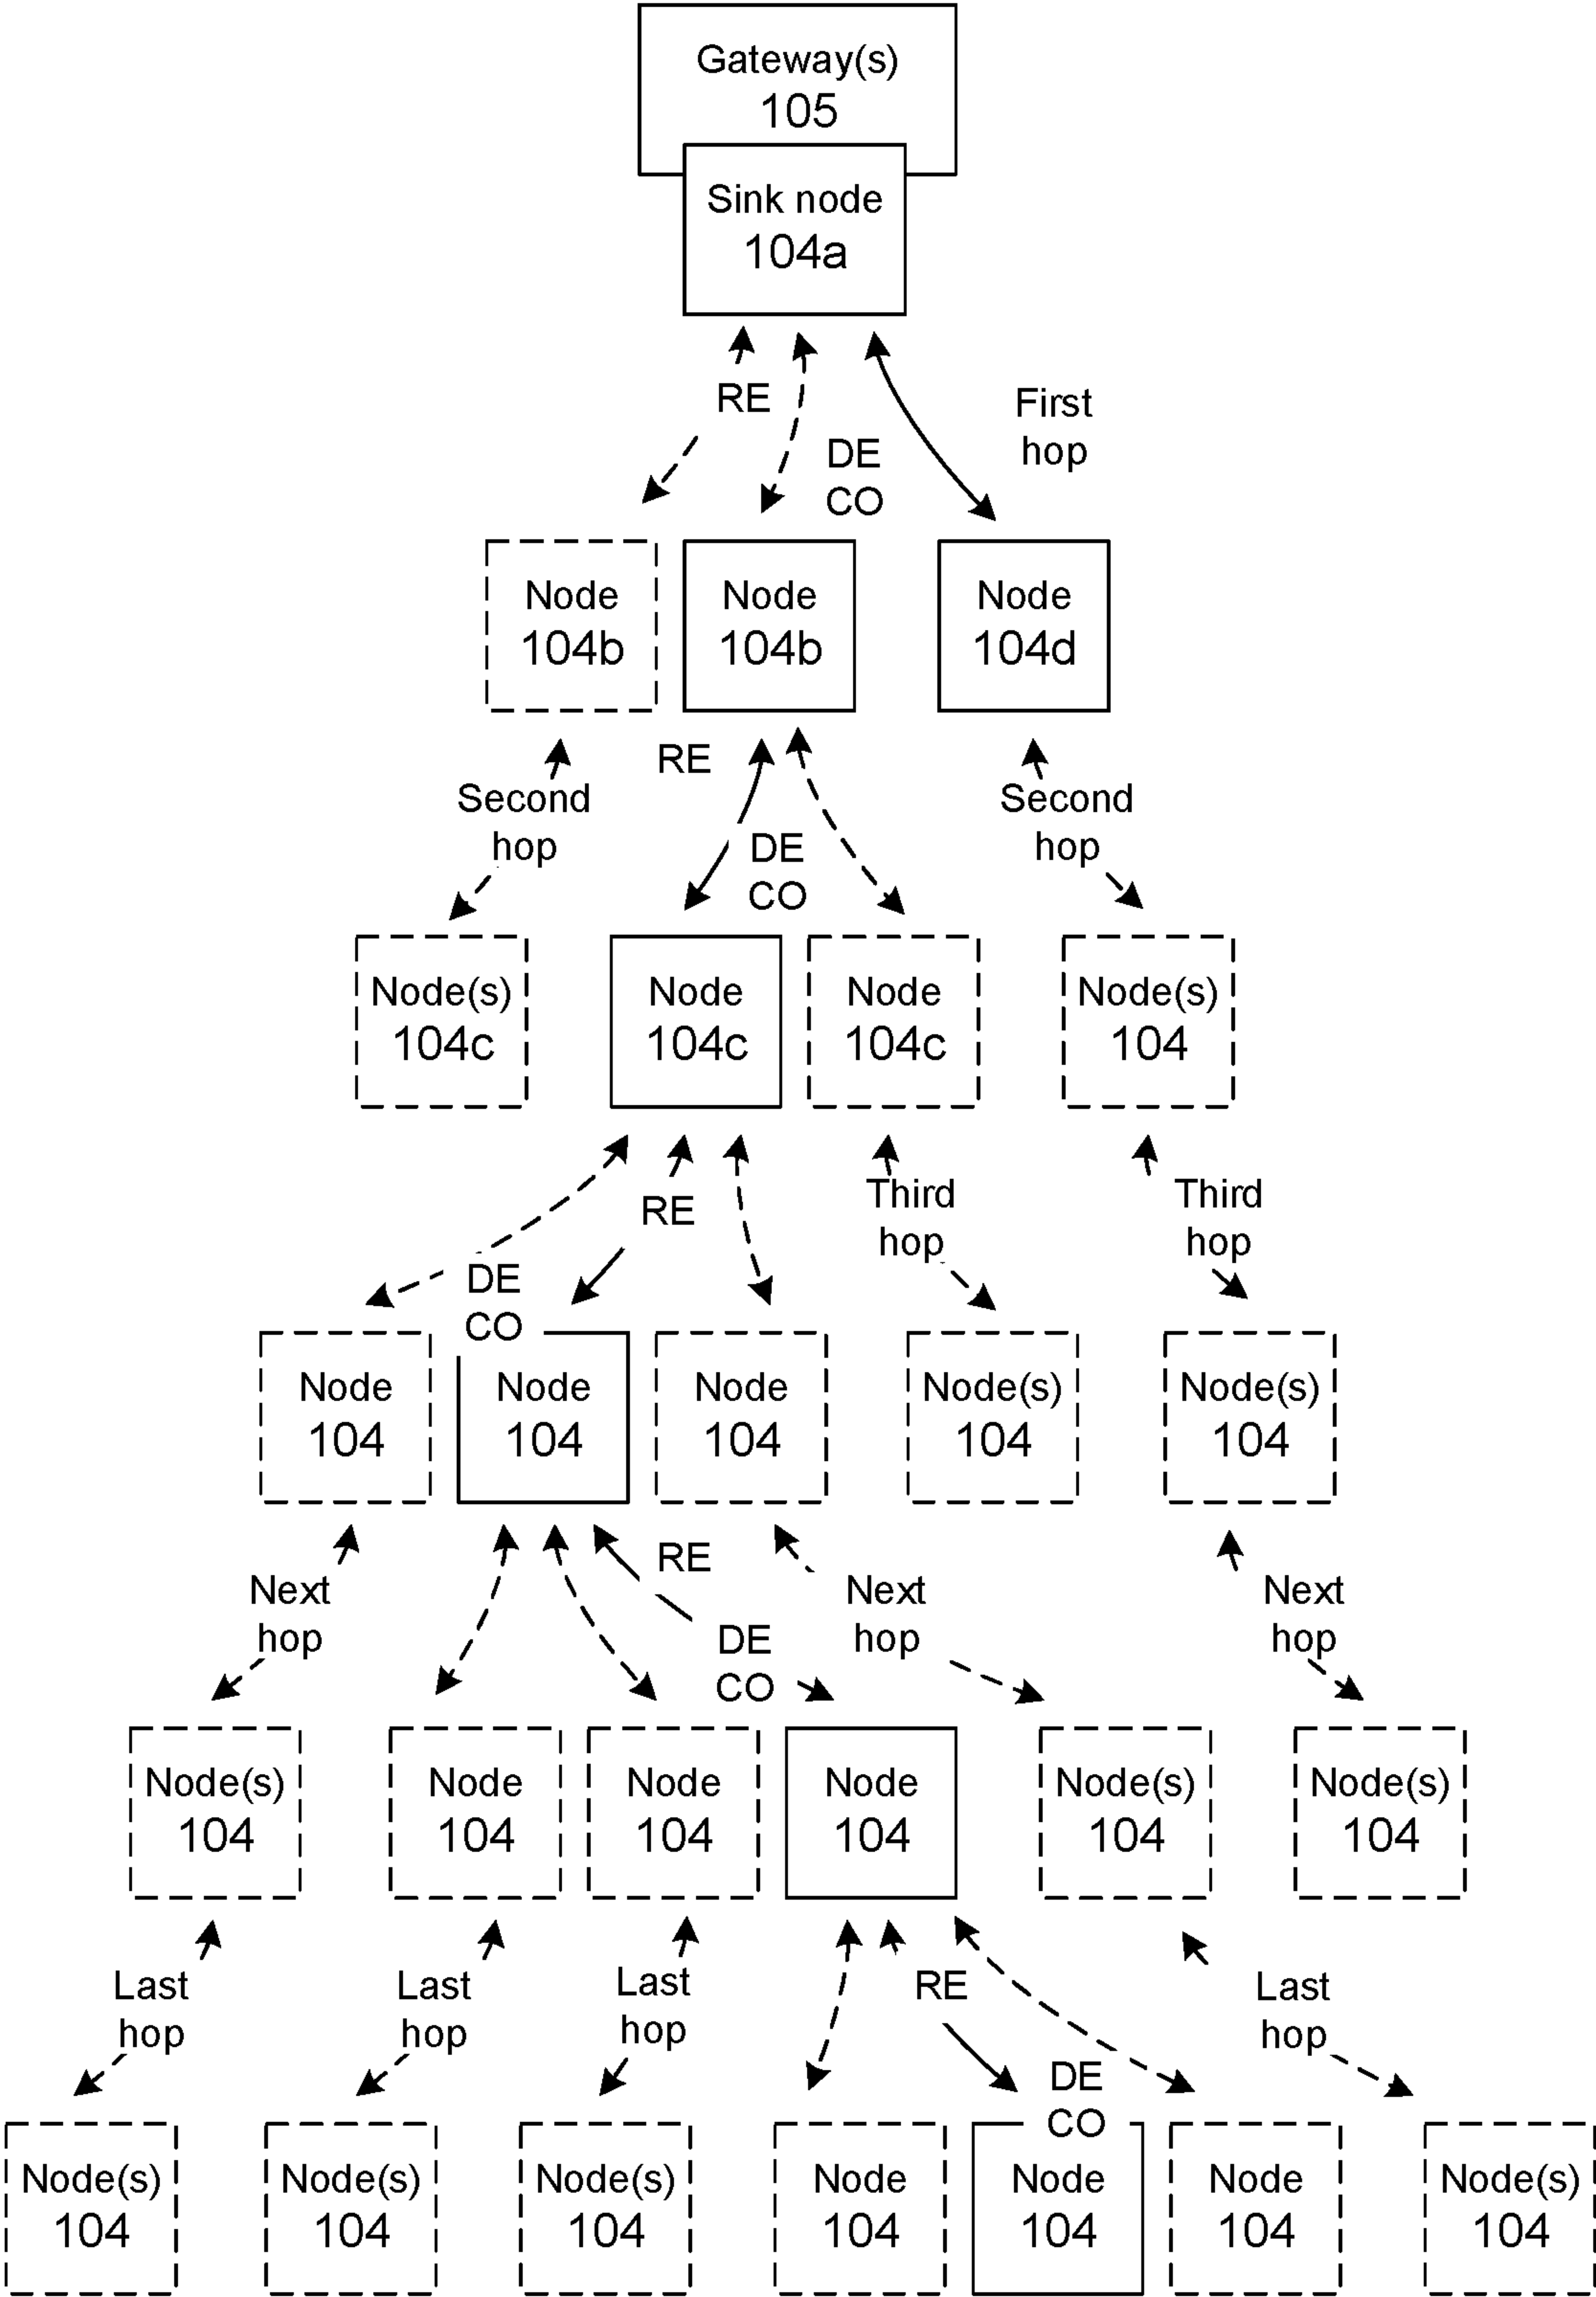 Gateway(s)
105
Sink node
104a
RE
DE
CO
First
hop
Node
104b
Node
104b
Node
104d
RE
Second
hop
DE
CO
Second
hop
Node(s)
104c
Node
104c
Node
104c
Node(s)
104
RE
Third
hop
Third
hop
DE
CO
Node
104
Node
104
Node
104
Node(s)
104
Node(s)
104
RE
Next
hop
Next
hop
Next
hop
DE
CO
Node(s)
104
Node
104
Node
104
Node
104
Node(s)
104
Node(s)
104
Last
hop
Last
hop
Last
hop
RE
Last
hop
DE
CO
Node(s)
104
Node(s)
104
Node(s)
104
Node
104
Node
104
Node
104
Node(s)
104